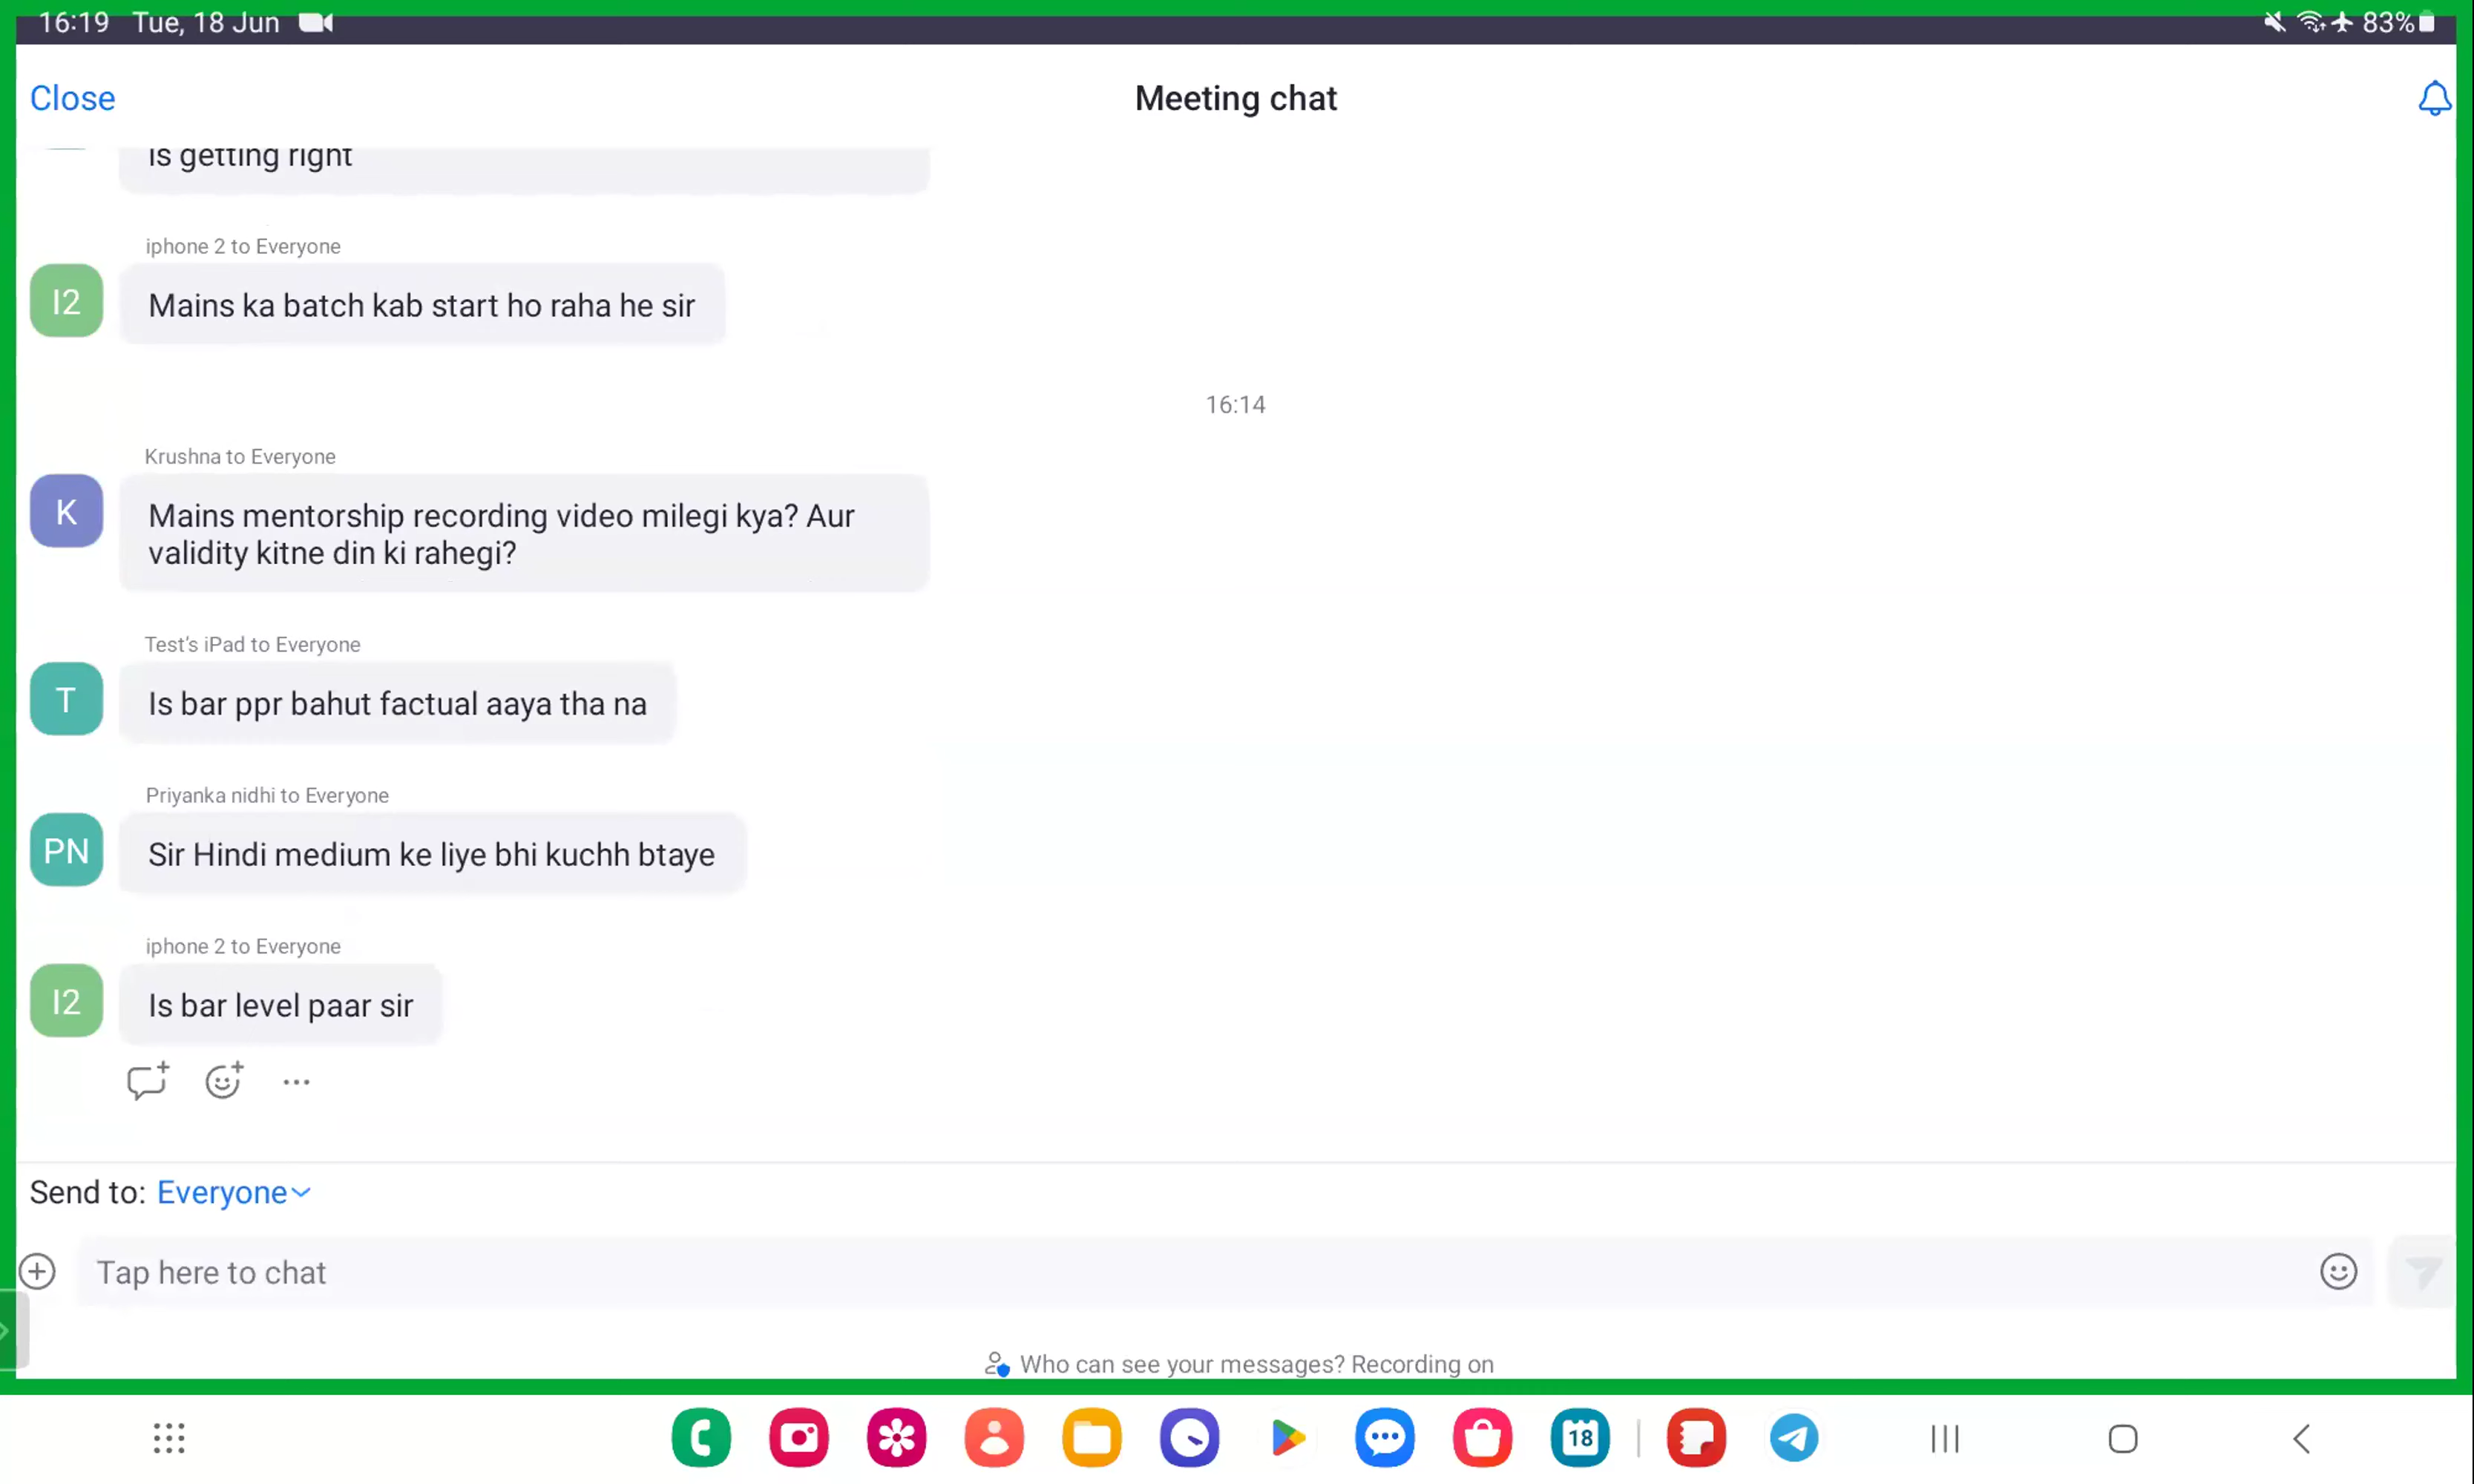 16:19 Tue, 18 Jun
83%
Close
Meeting chat
is getting right
iphone 2 to Everyone
I2
Mains ka batch kab start ho raha he sir
16:14
Krushna to Everyone
K
Mains mentorship recording video milegi kya? Aur
validity kitne din ki rahegi?
Test's iPad to Everyone
T
Is bar ppr bahut factual aaya tha na
Priyanka nidhi to Everyone
PN
Sir Hindi medium ke liye bhi kuchh btaye
iphone 2 to Everyone
I2
Is bar level paar sir
Send to: Everyone
Tap here to chat
Who can see your messages? Recording on
18